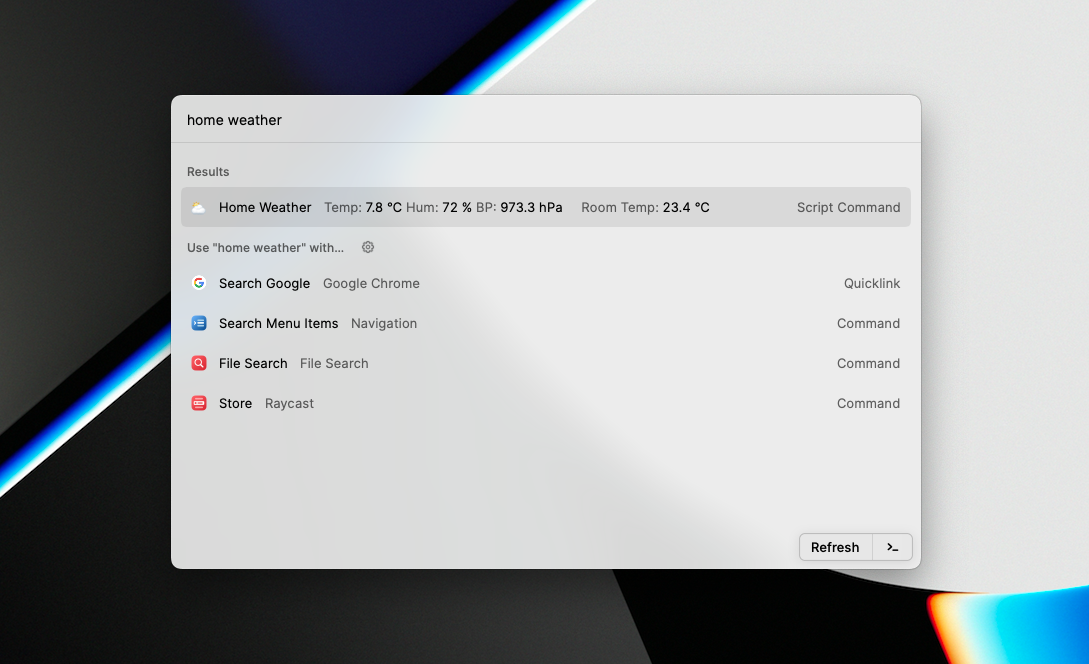 home weather
Results
Home Weather Temp: 7.8 °C Hum: 72 % BP: 973.3 hPa Room Temp: 23.4 °C Script Command
Use "home weather" with...
Search Google Google Chrome Quicklink
Search Menu Items Navigation Command
File Search File Search Command
Store Raycast Command
Refresh >_